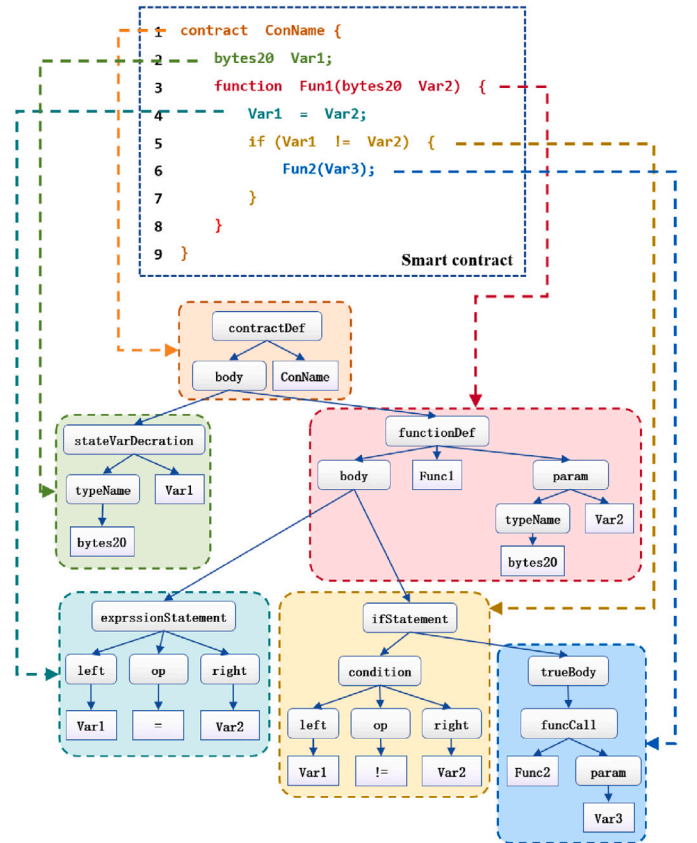 1 contract ConName {
2 bytes20 Var1;
3 function Fun1(bytes20 Var2) {
4 Var1 = Var2;
5 if (Var1 != Var2) {
6 Fun2(Var3);
7 }
8 }
9 }
Smart contract
contractDef
body ConName
stateVarDecration
typeName Var1
bytes20
functionDef
body Func1 param
typeName Var2
bytes20
exprssionStatement
left op right
Var1 = Var2
ifStatement
condition
left op right
Var1 != Var2
trueBody
funcCall
Func2 param
Var3